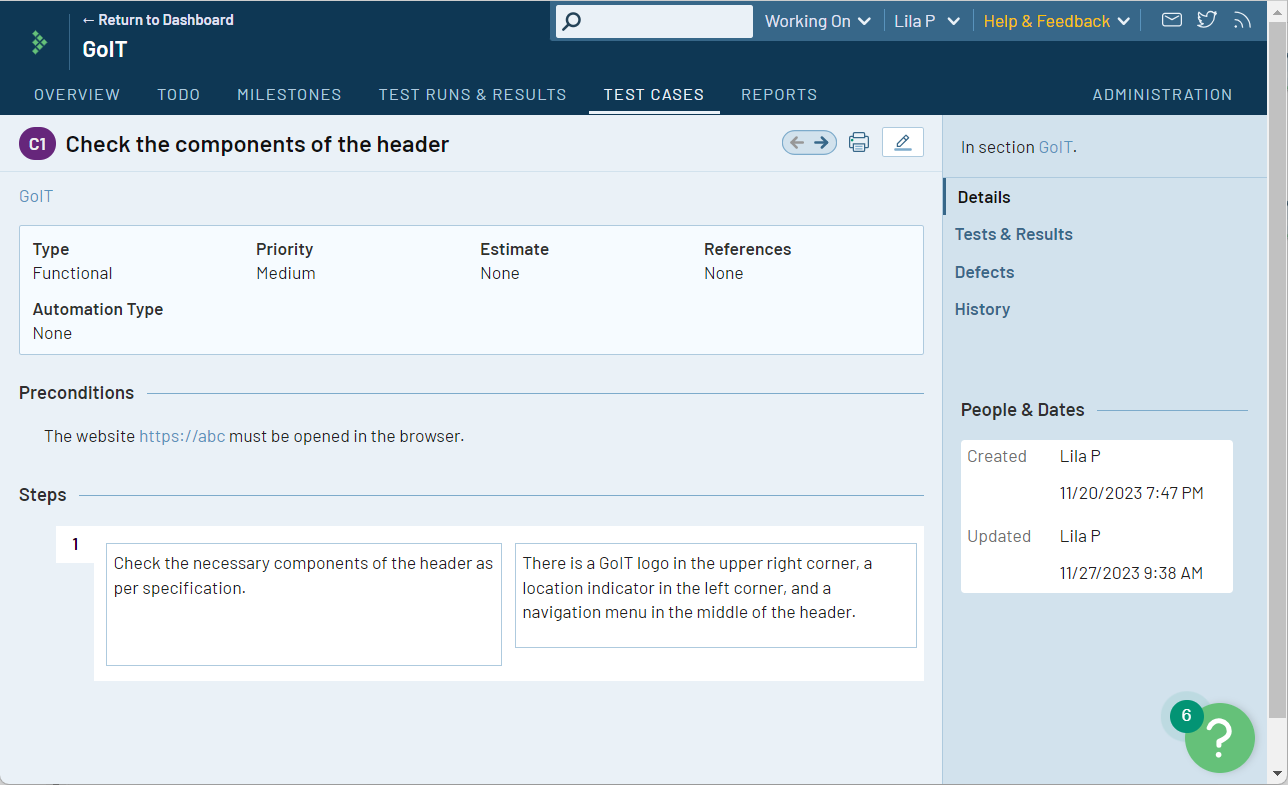 ← Return to Dashboard
GoIT
Working On
Lila P
Help & Feedback
OVERVIEW
TODO
MILESTONES
TEST RUNS & RESULTS
TEST CASES
REPORTS
ADMINISTRATION
C1
Check the components of the header
In section GoIT.
GoIT
Details
Tests & Results
Defects
History
Type
Functional
Priority
Medium
Estimate
None
References
None
Automation Type
None
Preconditions
The website https://abc must be opened in the browser.
People & Dates
Created
Lila P
11/20/2023 7:47 PM
Updated
Lila P
11/27/2023 9:38 AM
Steps
1
Check the necessary components of the header as
per specification.
There is a GoIT logo in the upper right corner, a
location indicator in the left corner, and a
navigation menu in the middle of the header.
6
?